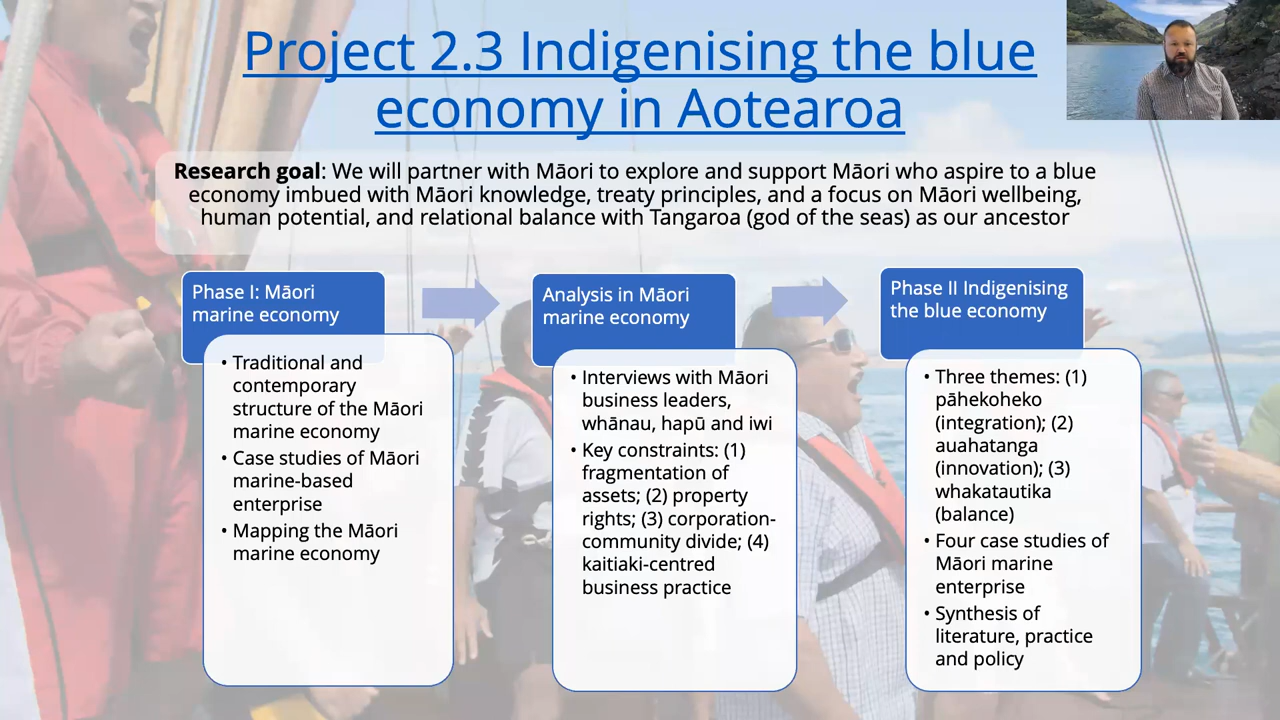 Project 2.3 Indigenising the blue
economy in Aotearoa
Research goal: We will partner with Māori to explore and support Māori who aspire to a blue
economy imbued with Māori knowledge, treaty principles, and a focus on Māori wellbeing,
human potential, and relational balance with Tangaroa (god of the seas) as our ancestor
Phase I: Māori
marine economy
• Traditional and
contemporary
structure of the Māori
marine economy
• Case studies of Māori
marine-based
enterprise
• Mapping the Māori
marine economy
Analysis in Māori
marine economy
• Interviews with Māori
business leaders,
whānau, hapū and iwi
• Key constraints: (1)
fragmentation of
assets; (2) property
rights; (3) corporation-
community divide; (4)
kaitiaki-centred
business practice
Phase II Indigenising
the blue economy
• Three themes: (1)
pāhekoheko
(integration); (2)
auahatanga
(innovation); (3)
whakatautika
(balance)
• Four case studies of
Māori marine
enterprise
• Synthesis of
literature, practice
and policy